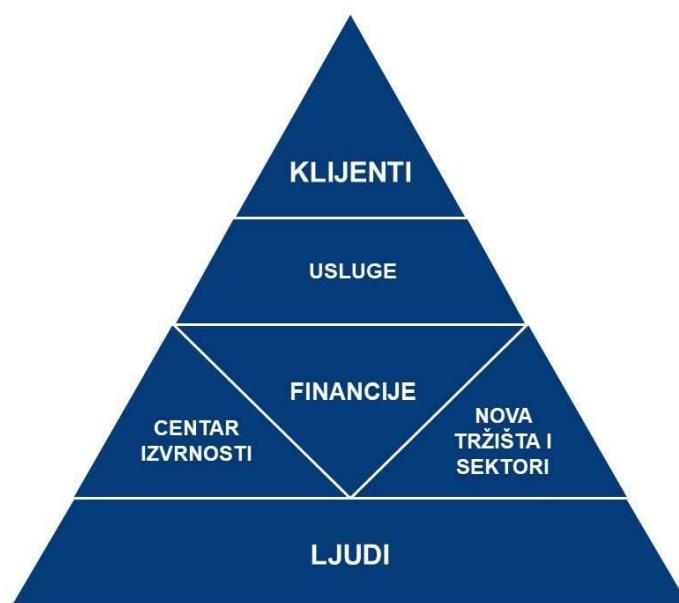 KLIJENTI
USLUGE
FINANCIJE
CENTAR
IZVRNOSTI
NOVA
TRŽIŠTA I
SEKTORI
LJUDI